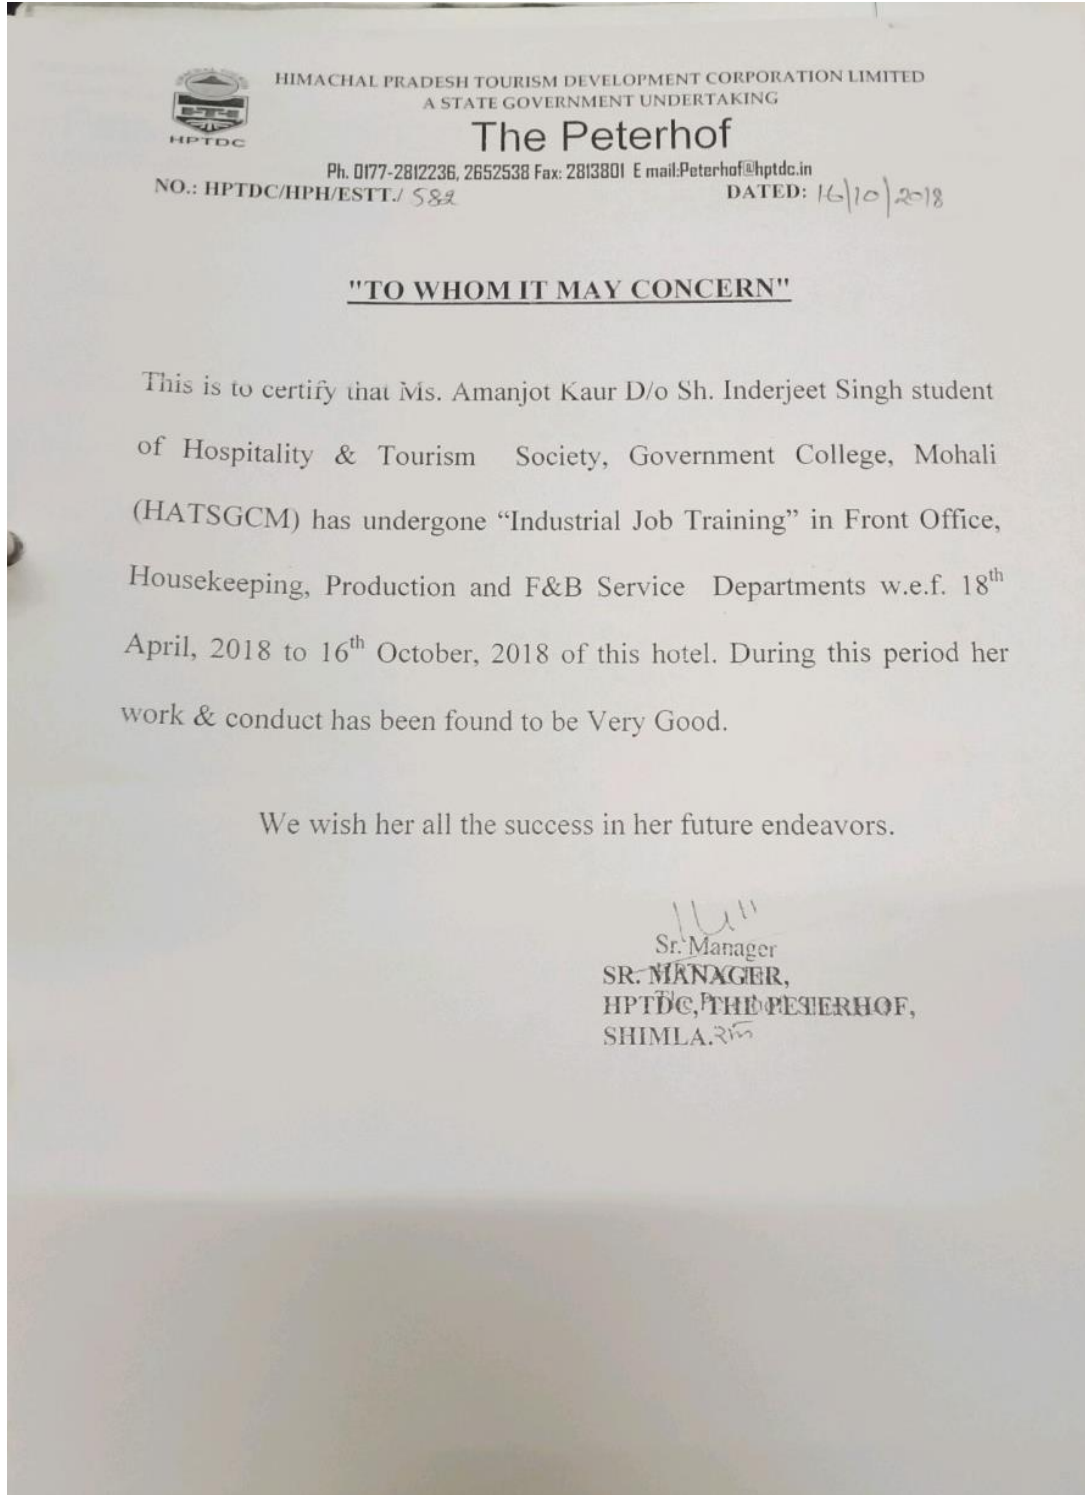 HIMACHAL PRADESH TOURISM DEVELOPMENT CORPORATION LIMITED
A STATE GOVERNMENT UNDERTAKING
HPTDC
The Peterhof
Ph. 0177-2812236, 2652538 Fax: 2813801 E mail:Peterhof@hptdc.in
NO.: HPTDC/HPH/ESTT./ 582
DATED: 16/10/2018
"TO WHOM IT MAY CONCERN"
This is to certify that Ms. Amanjot Kaur D/o Sh. Inderjeet Singh student
of Hospitality & Tourism Society, Government College, Mohali
(HATSGCM) has undergone “Industrial Job Training” in Front Office,
Housekeeping, Production and F&B Service Departments w.e.f. 18th
April, 2018 to 16th October, 2018 of this hotel. During this period her
work & conduct has been found to be Very Good.
We wish her all the success in her future endeavors.
Sr. Manager
SR. MANAGER,
HPTDC, THE PETERHOF,
SHIMLA.